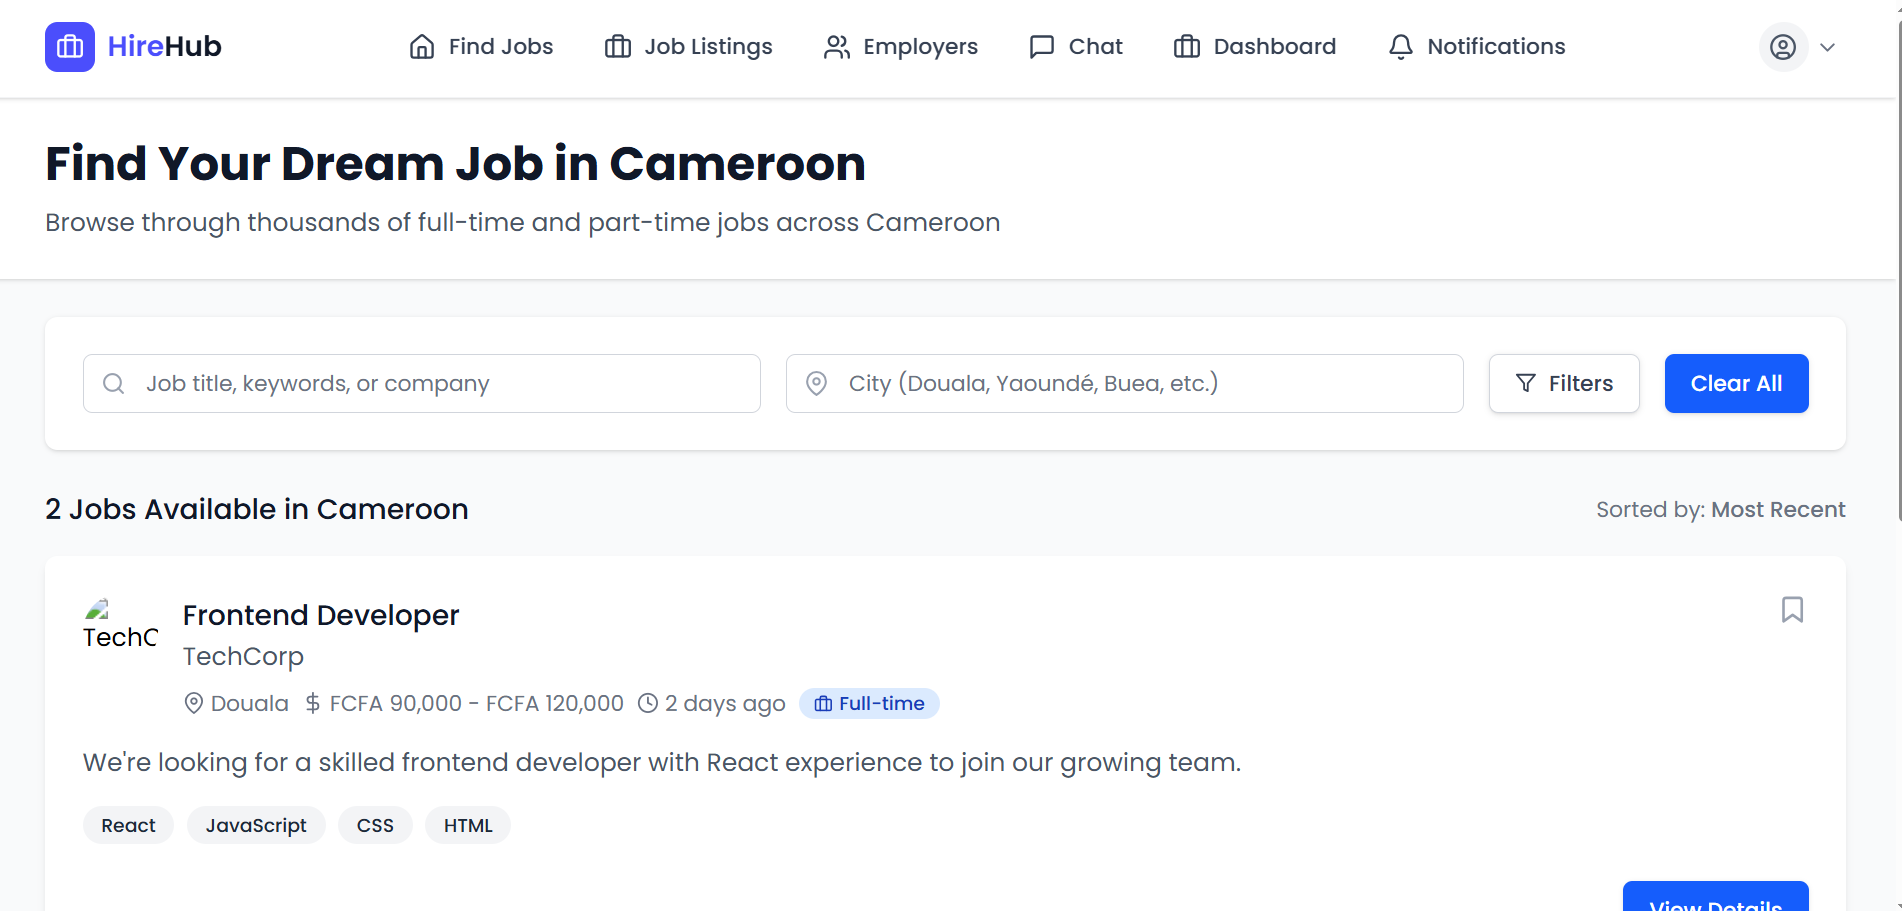 HireHub Find Jobs Job Listings Employers Chat Dashboard Notifications
Find Your Dream Job in Cameroon
Browse through thousands of full-time and part-time jobs across Cameroon
Job title, keywords, or company City (Douala, Yaoundé, Buea, etc.) Filters Clear All
2 Jobs Available in Cameroon Sorted by: Most Recent
Frontend Developer
TechC
TechCorp
Douala $ FCFA 90,000 - FCFA 120,000 2 days ago Full-time
We're looking for a skilled frontend developer with React experience to join our growing team.
React JavaScript CSS HTML
View Details